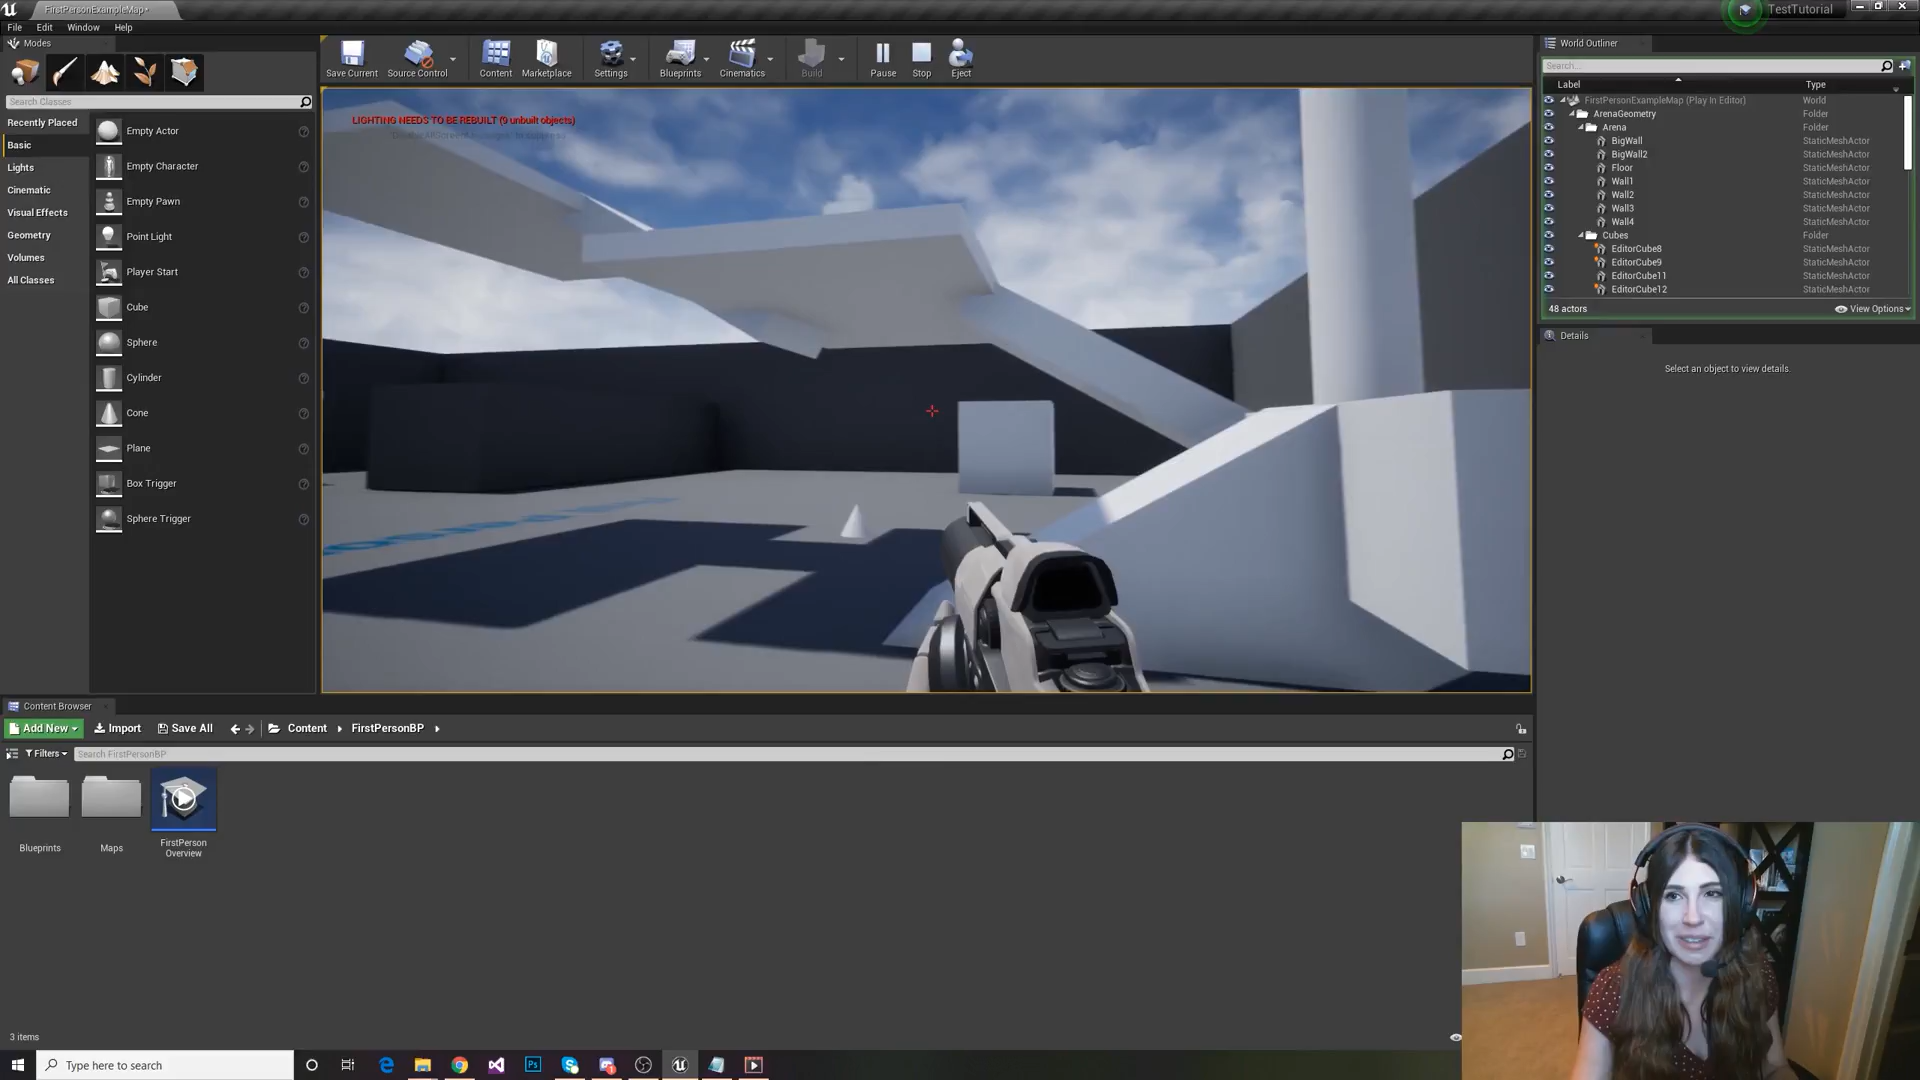 FirstPersonExampleMap*
TestTutorial
File Edit Window Help
Modes
Search Classes
Recently Placed
Basic
Lights
Cinematic
Visual Effects
Geometry
Volumes
All Classes
Empty Actor
Empty Character
Empty Pawn
Point Light
Player Start
Cube
Sphere
Cylinder
Cone
Plane
Box Trigger
Sphere Trigger
Save Current
Source Control
Content
Marketplace
Settings
Blueprints
Cinematics
Build
Pause
Stop
Eject
LIGHTING NEEDS TO BE REBUILT (9 unbuilt objects)
World Outliner
Search...
Label Type
FirstPersonExampleMap (Play In Editor) World
ArenaGeometry Folder
Arena Folder
BigWall StaticMeshActor
BigWall2 StaticMeshActor
Floor StaticMeshActor
Wall1 StaticMeshActor
Wall2 StaticMeshActor
Wall3 StaticMeshActor
Wall4 StaticMeshActor
Cubes Folder
EditorCube8 StaticMeshActor
EditorCube9 StaticMeshActor
EditorCube11 StaticMeshActor
EditorCube12 StaticMeshActor
48 actors
View Options
Details
Select an object to view details.
Content Browser
Add New Import Save All Content FirstPersonBP
Filters Search FirstPersonBP
Blueprints
Maps
FirstPerson
Overview
3 items
Type here to search